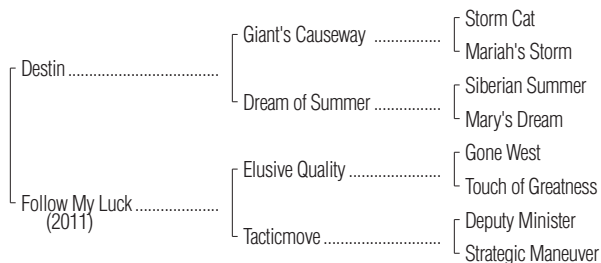 Storm Cat
Giant's Causeway ..................
Mariah's Storm
Destin .........................................
Siberian Summer
Dream of Summer ..................
Mary's Dream
Gone West
Elusive Quality .........................
Touch of Greatness
Follow My Luck .......................
(2011)
Deputy Minister
Tacticmove ................................
Strategic Maneuver